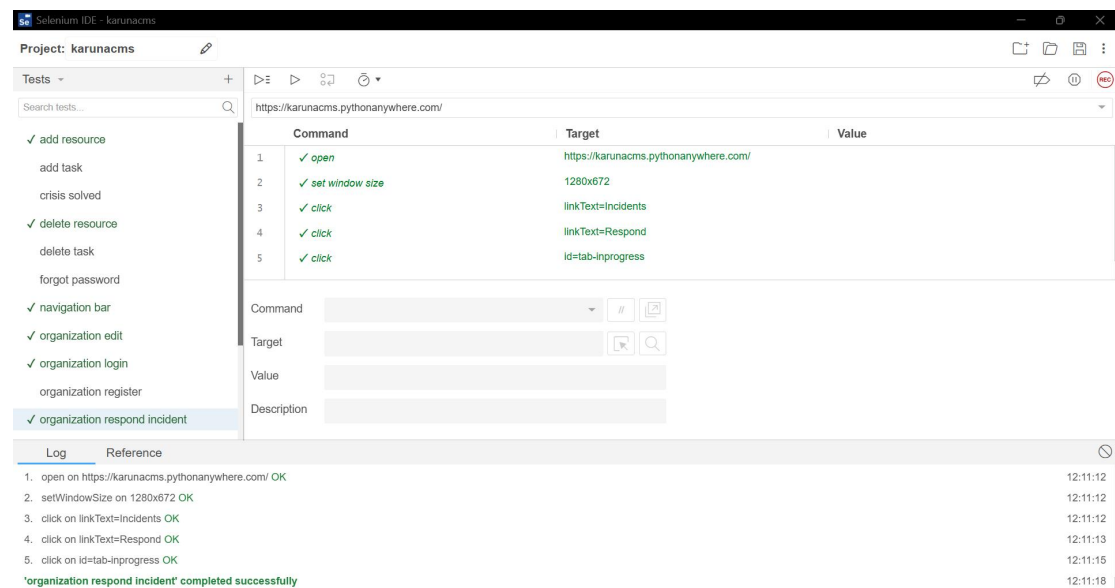 Se Selenium IDE - karunacms
Project: karunacms
Tests
Search tests...
✓ add resource
add task
crisis solved
✓ delete resource
delete task
forgot password
✓ navigation bar
✓ organization edit
✓ organization login
organization register
✓ organization respond incident
REC
https://karunacms.pythonanywhere.com/
Command Target Value
1 ✓ open https://karunacms.pythonanywhere.com/
2 ✓ set window size 1280x672
3 ✓ click linkText=Incidents
4 ✓ click linkText=Respond
5 ✓ click id=tab-inprogress
Command //
Target
Value
Description
Log Reference
1. open on https://karunacms.pythonanywhere.com/ OK 12:11:12
2. setWindowSize on 1280x672 OK 12:11:12
3. click on linkText=Incidents OK 12:11:12
4. click on linkText=Respond OK 12:11:13
5. click on id=tab-inprogress OK 12:11:15
'organization respond incident' completed successfully 12:11:18